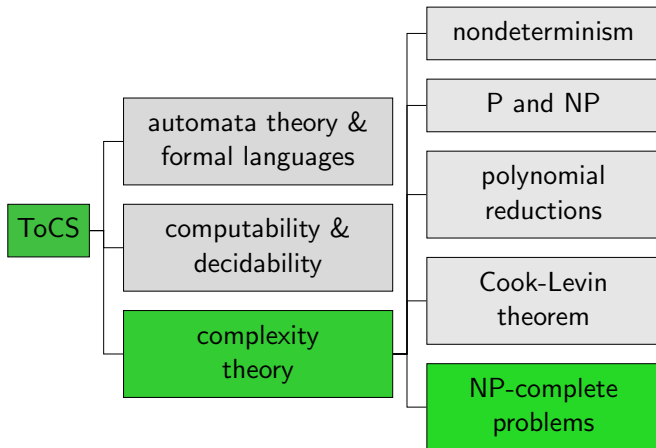 ToCS
automata theory &
formal languages
computability &
decidability
complexity
theory
nondeterminism
P and NP
polynomial
reductions
Cook-Levin
theorem
NP-complete
problems